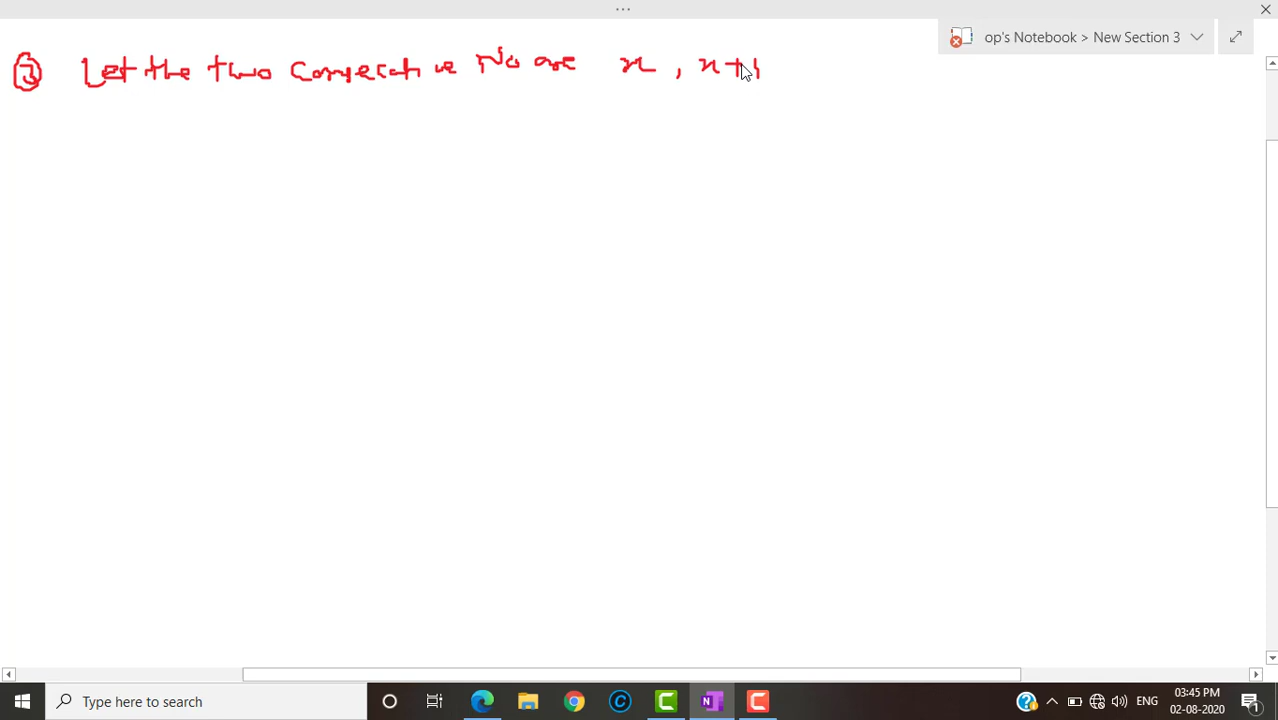 ...
op's Notebook > New Section 3
③ Let the two Consecutive No are x , x+1
Type here to search
ENG
03:45 PM
02-08-2020
1